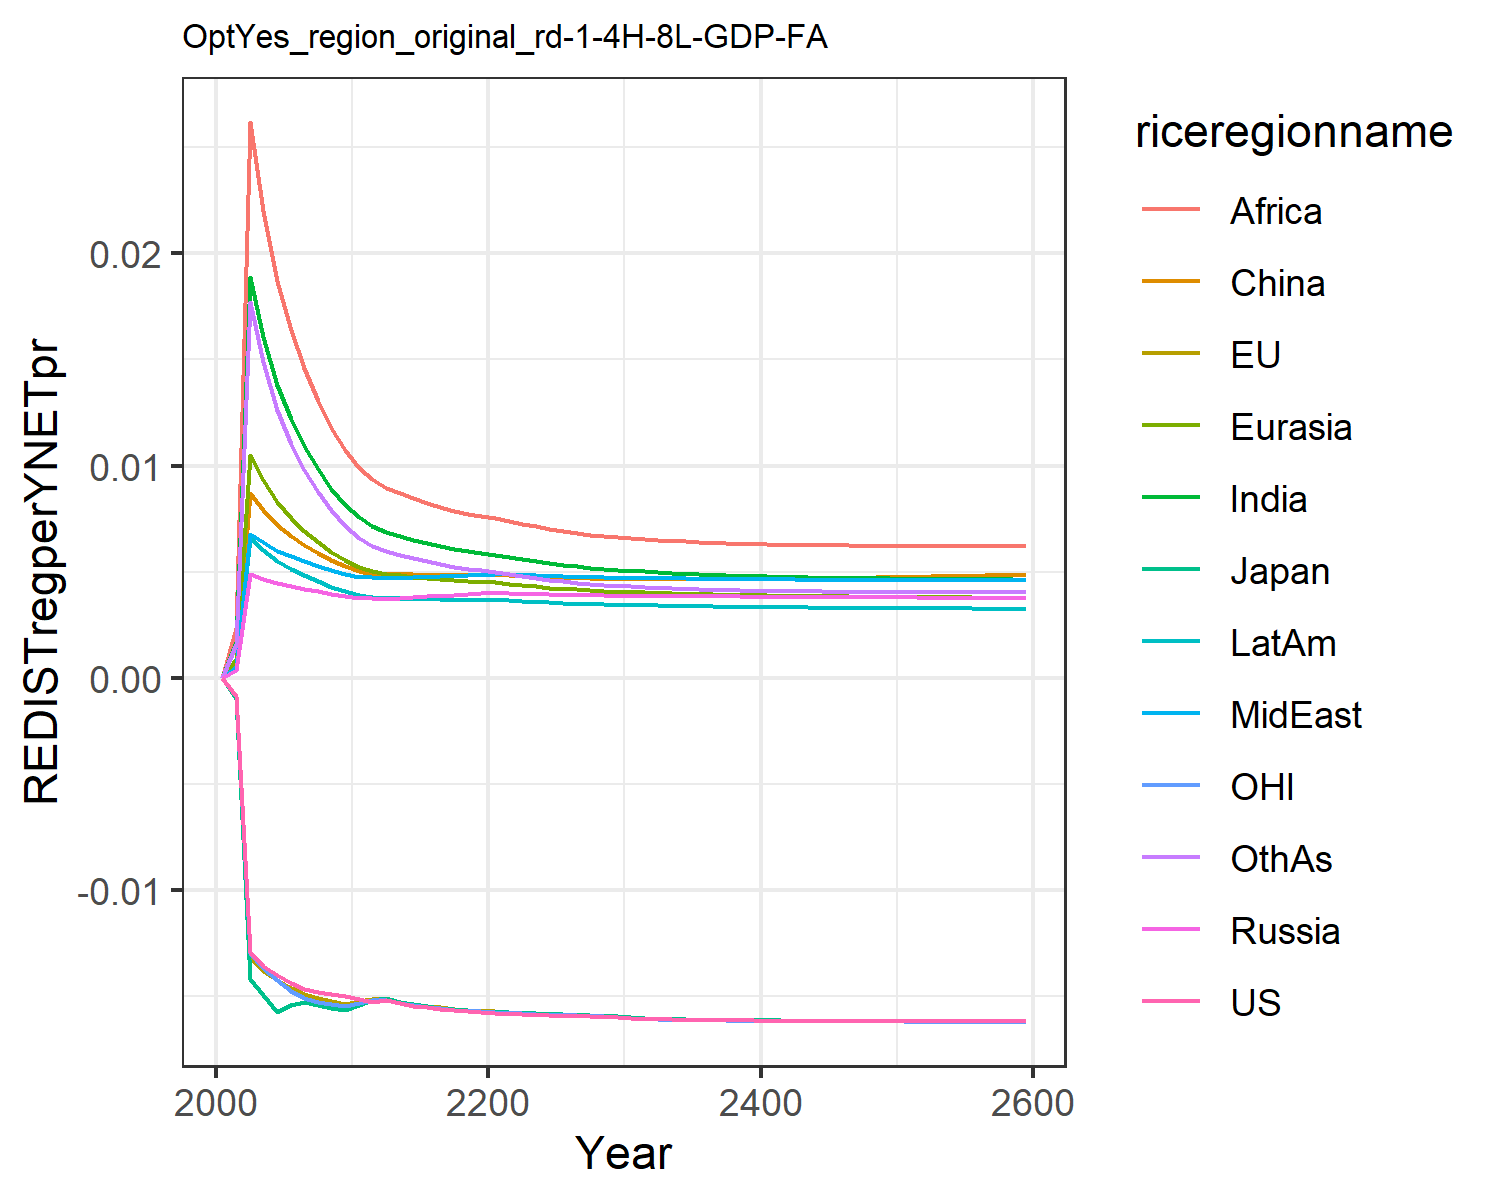 OptYes_region_original_rd-1-4H-8L-GDP-FA
REDISTregperYNETpr
0.02
0.01
0.00
-0.01
2000
2200
2400
2600
Year
riceregionname
Africa
China
EU
Eurasia
India
Japan
LatAm
MidEast
OHI
OthAs
Russia
US